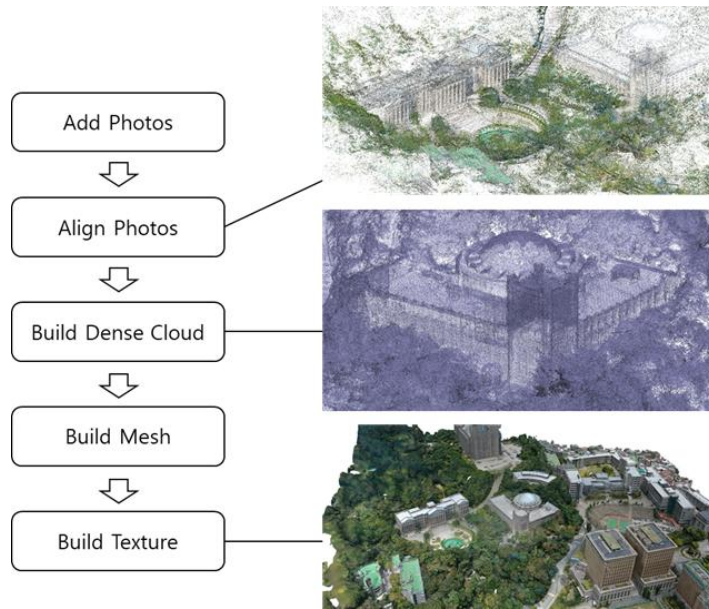 Add Photos
Align Photos
Build Dense Cloud
Build Mesh
Build Texture